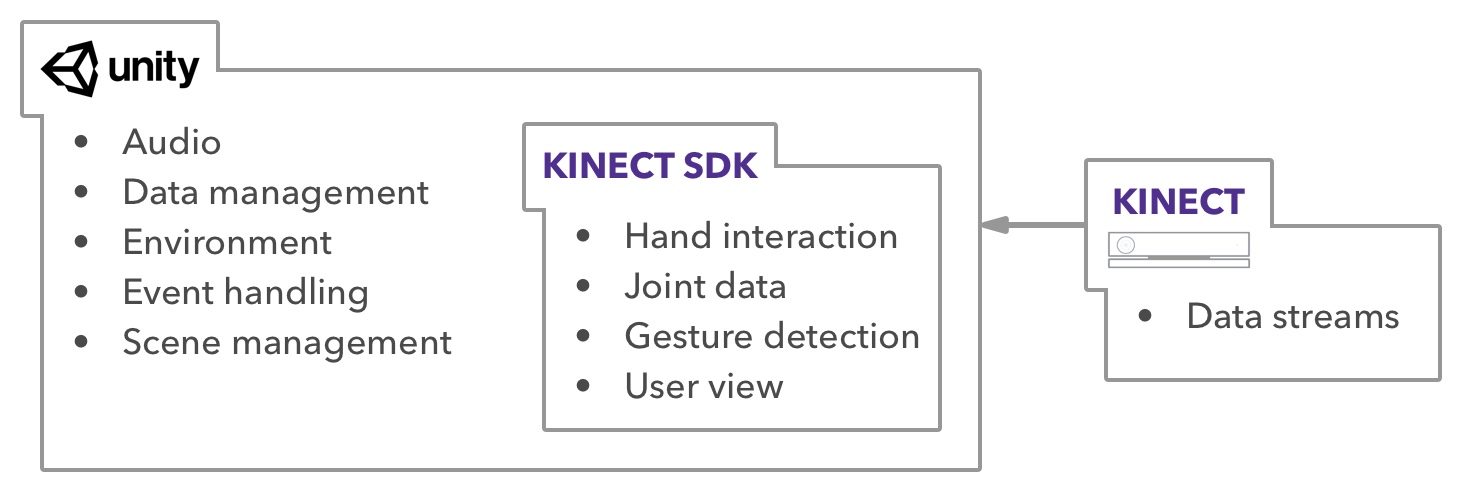 unity
• Audio
• Data management
• Environment
• Event handling
• Scene management
KINECT SDK
• Hand interaction
• Joint data
• Gesture detection
• User view
KINECT
• Data streams